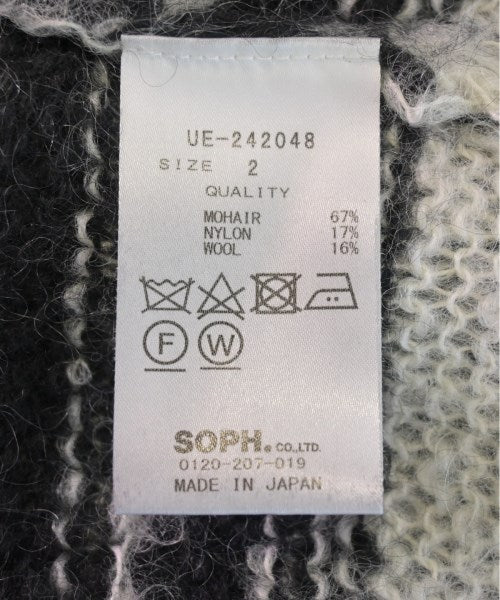 UE-242048
SIZE 2
QUALITY
MOHAIR 67%
NYLON 17%
WOOL 16%
F W
SOPH. CO.,LTD.
0120-207-019
MADE IN JAPAN